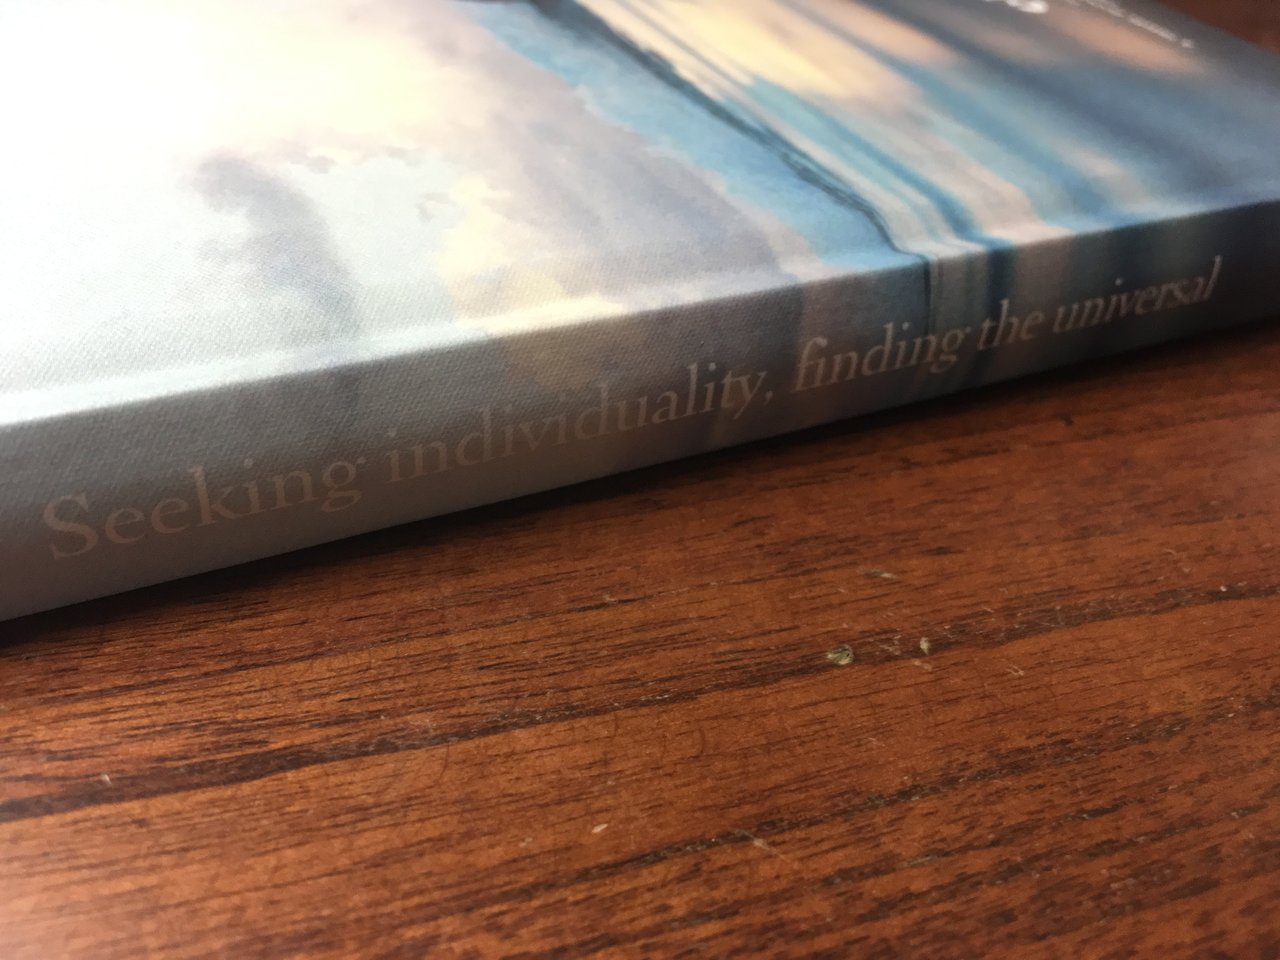 Seeking individuality, finding the universal